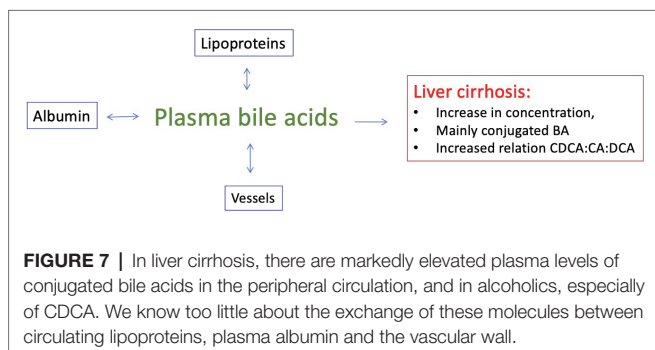 Lipoproteins
Albumin
Plasma bile acids
Vessels
Liver cirrhosis:
• Increase in concentration,
• Mainly conjugated BA
• Increased relation CDCA:CA:DCA
FIGURE 7 | In liver cirrhosis, there are markedly elevated plasma levels of
conjugated bile acids in the peripheral circulation, and in alcoholics, especially
of CDCA. We know too little about the exchange of these molecules between
circulating lipoproteins, plasma albumin and the vascular wall.